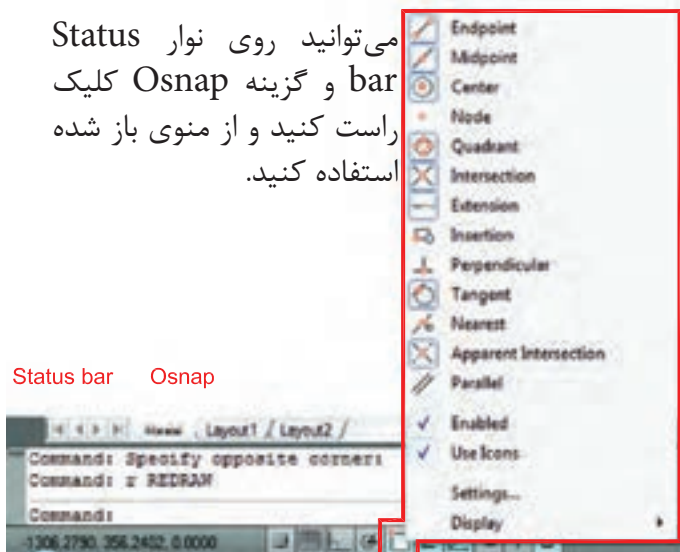 می‌توانید روی نوار Status
bar و گزینه Osnap کلیک
راست کنید و از منوی باز شده
استفاده کنید.
Endpoint
Midpoint
Center
Node
Quadrant
Intersection
Extension
Insertion
Perpendicular
Tangent
Nearest
Apparent Intersection
Parallel
Enabled
Use Icons
Settings...
Display
Status bar Osnap
Model Layout1 Layout2
Command: Specify opposite corner:
Command: r REDRAW
Command:
-1306.2790, 356.2402, 0.0000